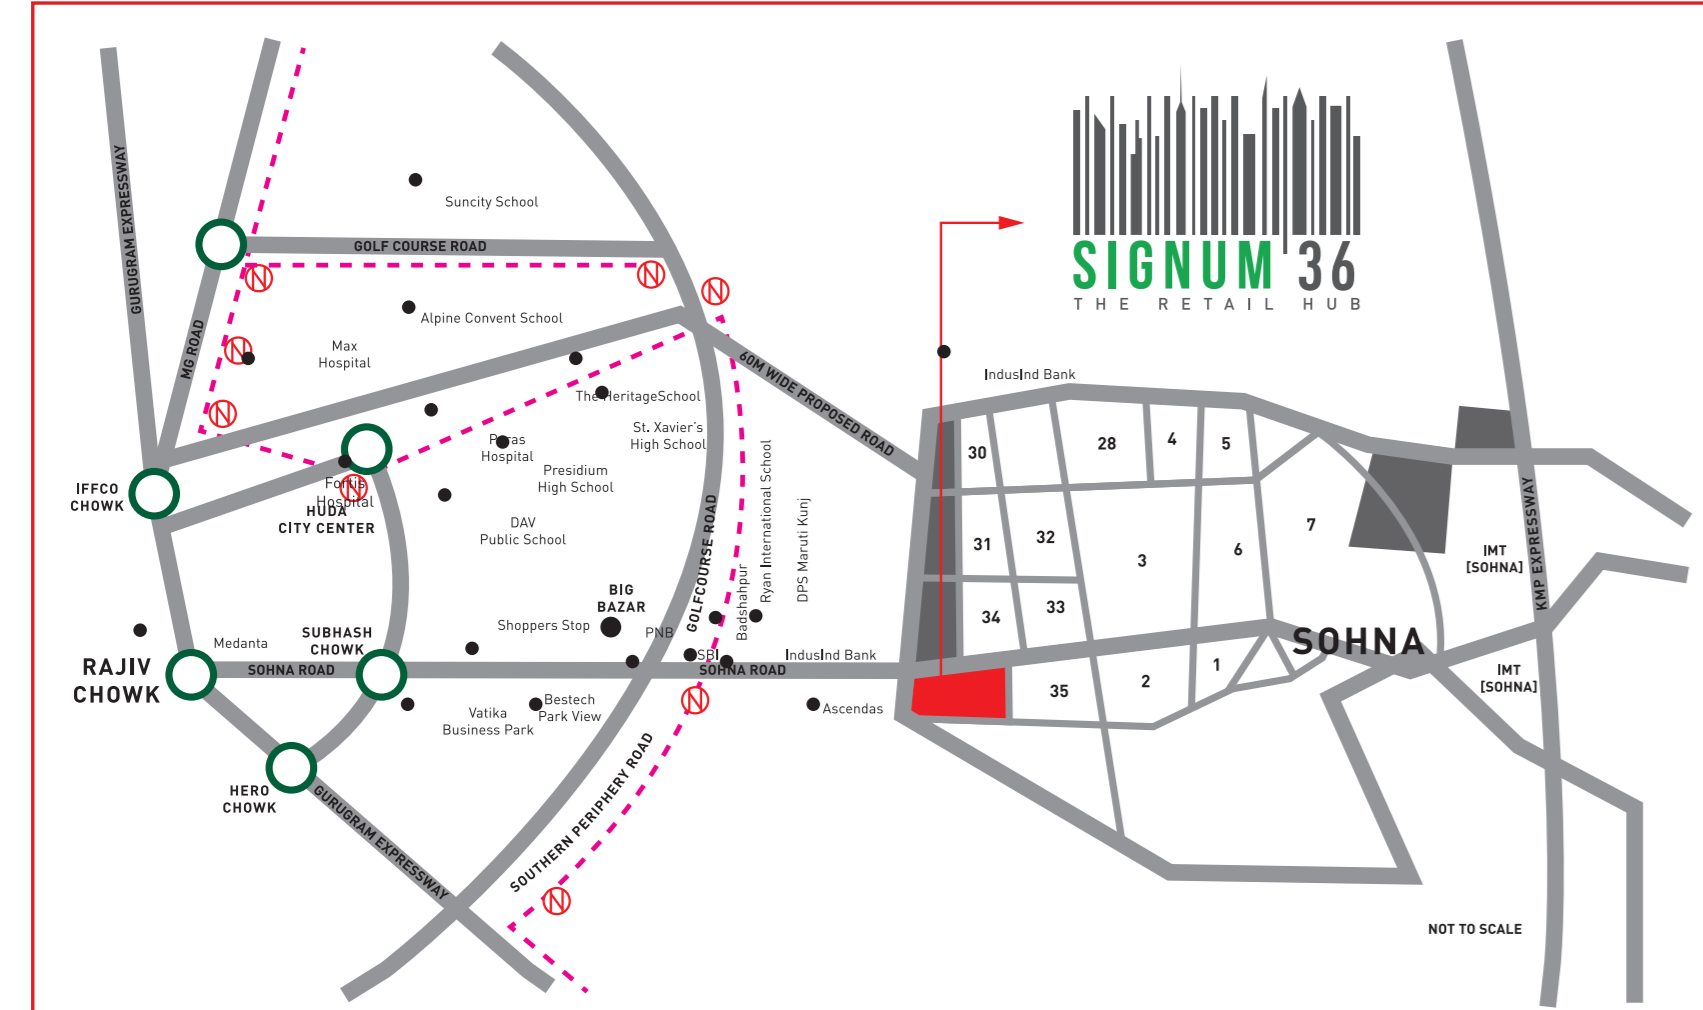 GURUGRAM EXPRESSWAY
MG ROAD
Suncity School
GOLF COURSE ROAD
Alpine Convent School
Max
Hospital
The HeritageSchool
St. Xavier's
High School
Paras
Hospital
Presidium
High School
Fortis
Hospital
HUDA
CITY CENTER
DAV
Public School
IFFCO
CHOWK
60M WIDE PROPOSED ROAD
SIGNUM 36
THE RETAIL HUB
IndusInd Bank
30
28
4
5
31
32
3
6
7
34
33
35
2
1
SOHNA
IMT
[SOHNA]
IMT
[SOHNA]
KMP EXPRESSWAY
BIG
BAZAR
Shoppers Stop
PNB
GOLFCOURSE ROAD
Badshahpur
Ryan International School
DPS Maruti Kunj
SBI
IndusInd Bank
Medanta
SUBHASH
CHOWK
RAJIV
CHOWK
SOHNA ROAD
SOHNA ROAD
Vatika
Business Park
Bestech
Park View
Ascendas
HERO
CHOWK
GURUGRAM EXPRESSWAY
SOUTHERN PERIPHERY ROAD
NOT TO SCALE